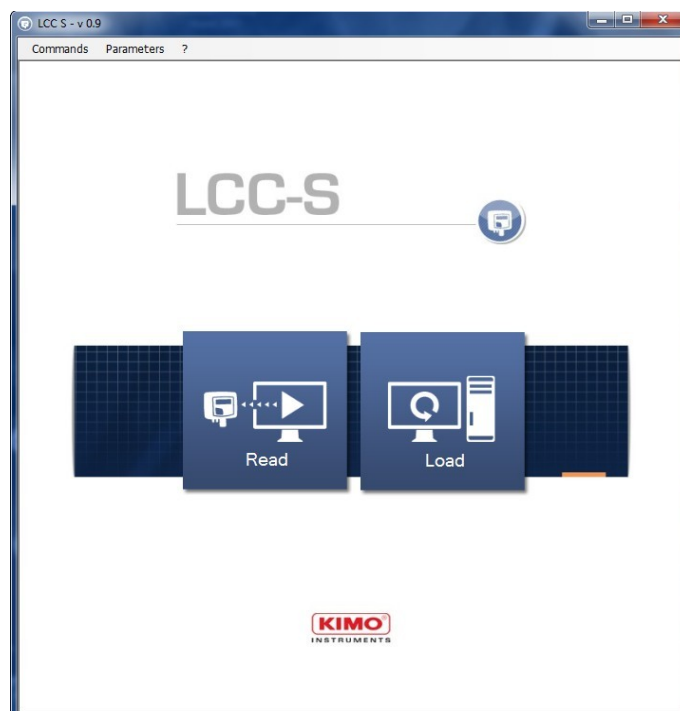 LCC S - v 0.9
Commands Parameters ?
LCC-S
Read
Load
KIMO®
INSTRUMENTS